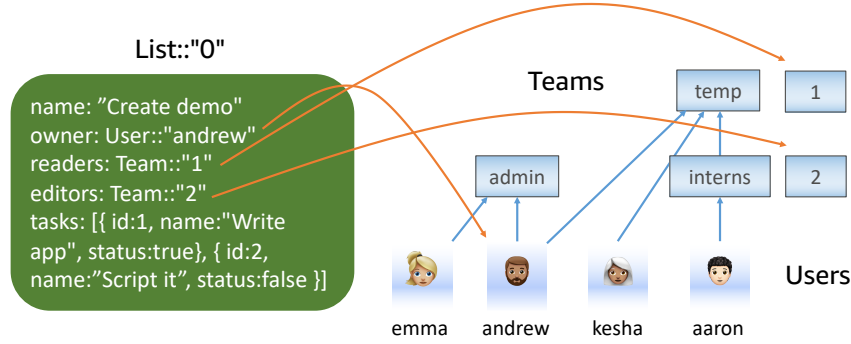 List::"0"
name: ”Create demo"
owner: User::"andrew"
readers: Team::"1"
editors: Team::"2"
tasks: [{ id:1, name:"Write
app", status:true}, { id:2,
name:”Script it”, status:false }]
Teams
temp
1
admin
interns
2
Users
emma
andrew
kesha
aaron